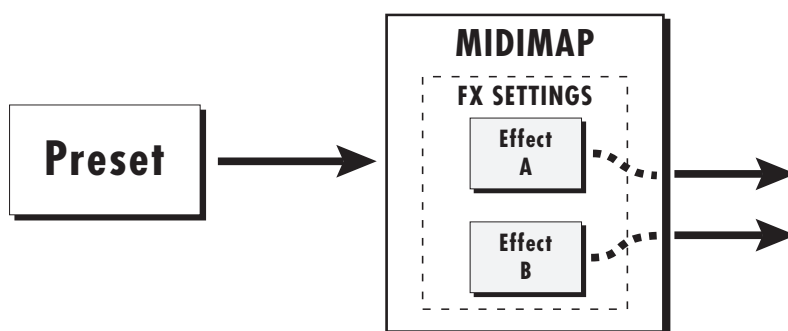 MIDIMAP
FX SETTINGS
Preset
Effect
A
Effect
B